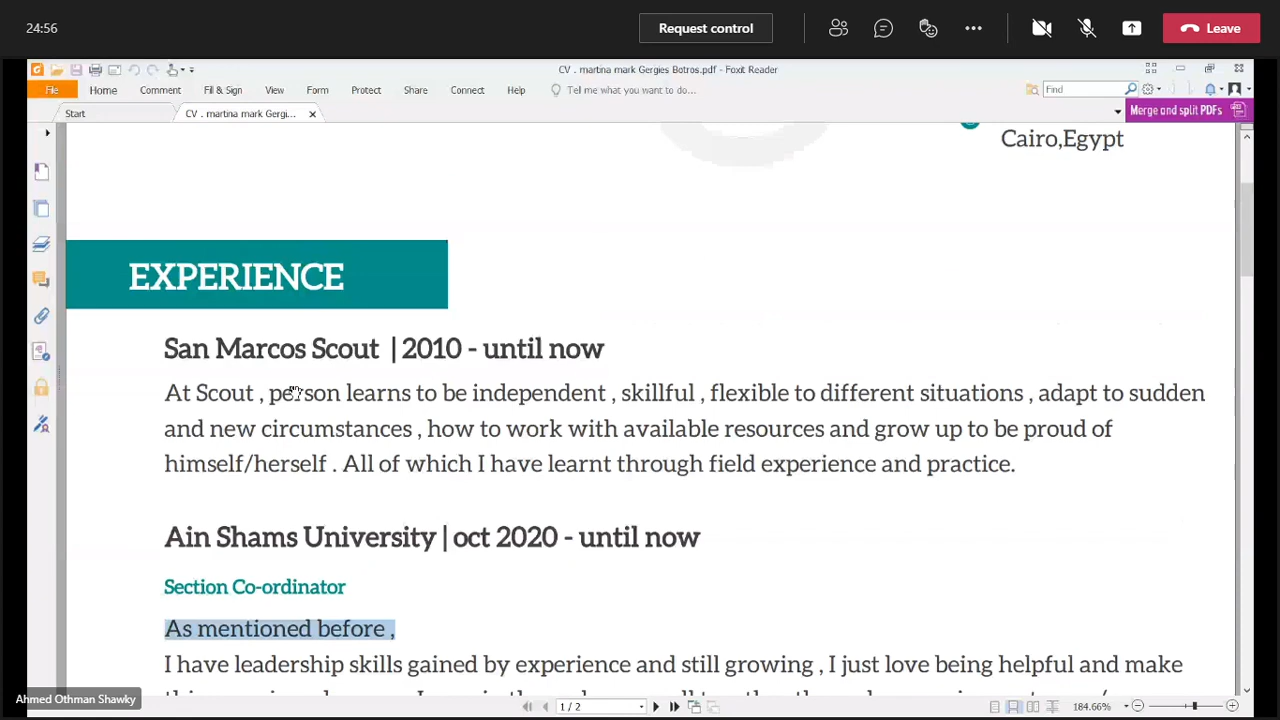 24:56
Request control
Leave
CV . martina mark Gergies Botros.pdf - Foxit Reader
File Home Comment Fill & Sign View Form Protect Share Connect Help Tell me what you want to do... Find
Start CV . martina mark Gergi... Merge and split PDFs
Cairo,Egypt
EXPERIENCE
San Marcos Scout | 2010 - until now
At Scout , person learns to be independent , skillful , flexible to different situations , adapt to sudden
and new circumstances , how to work with available resources and grow up to be proud of
himself/herself . All of which I have learnt through field experience and practice.
Ain Shams University | oct 2020 - until now
Section Co-ordinator
As mentioned before ,
I have leadership skills gained by experience and still growing , I just love being helpful and make
Ahmed Othman Shawky
1 / 2
184.66%